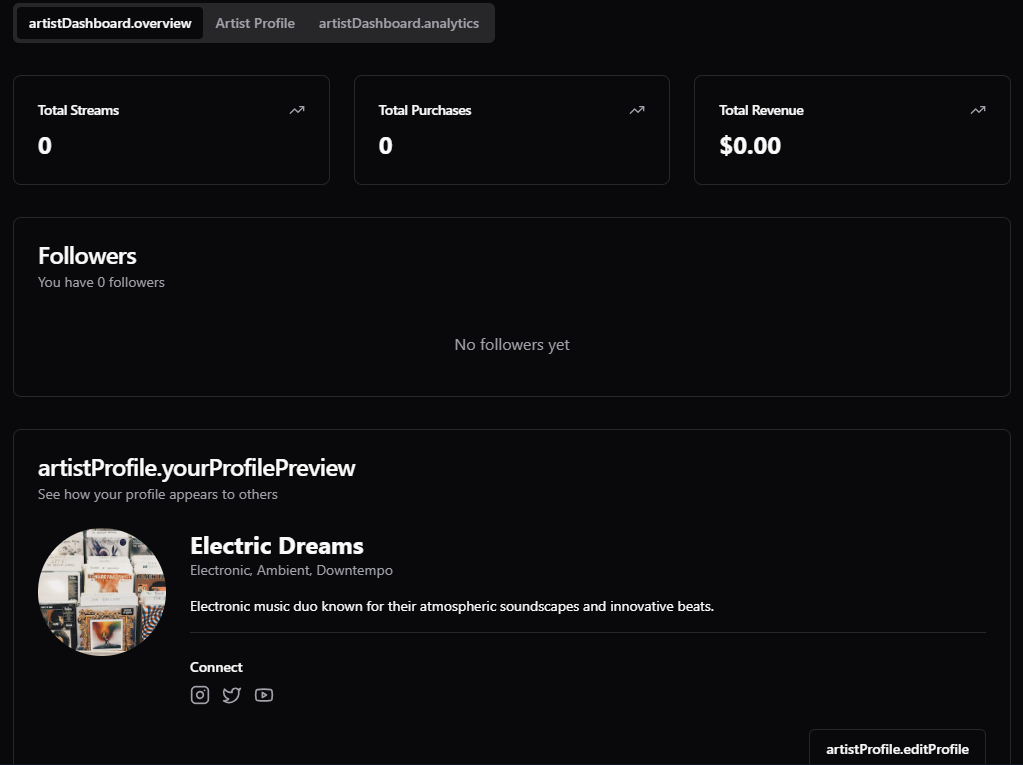 artistDashboard.overview Artist Profile artistDashboard.analytics
Total Streams
0
Total Purchases
0
Total Revenue
$0.00
Followers
You have 0 followers
No followers yet
artistProfile.yourProfilePreview
See how your profile appears to others
Electric Dreams
Electronic, Ambient, Downtempo
Electronic music duo known for their atmospheric soundscapes and innovative beats.
Connect
artistProfile.editProfile